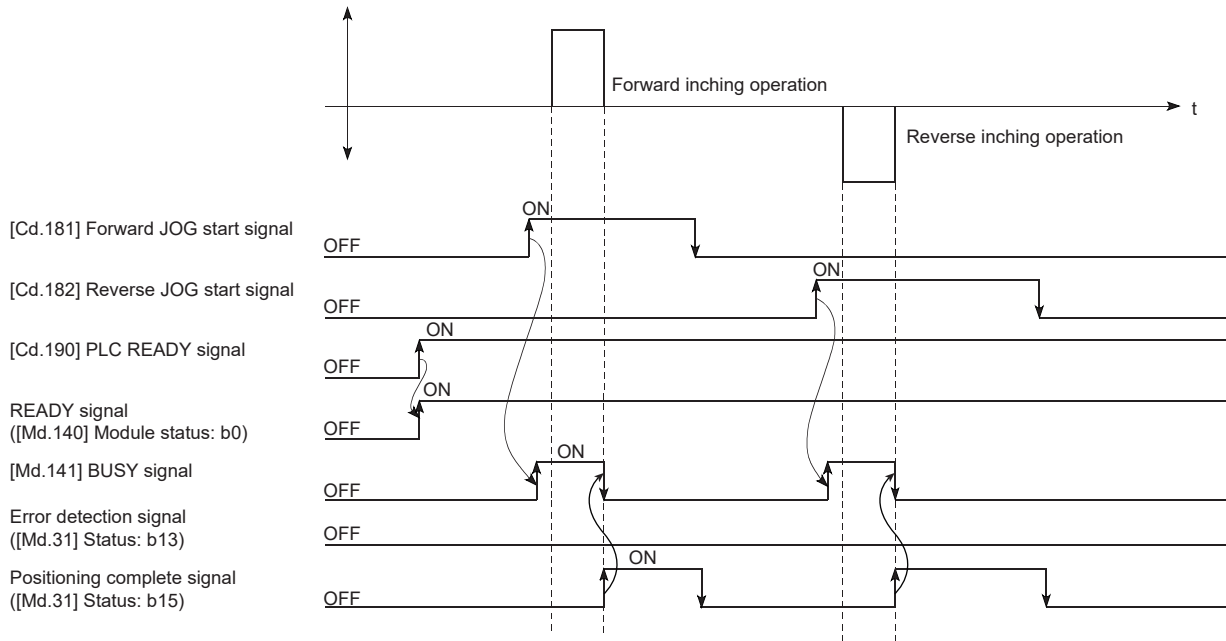 Forward inching operation
t
Reverse inching operation
[Cd.181] Forward JOG start signal
OFF
ON
[Cd.182] Reverse JOG start signal
OFF
ON
[Cd.190] PLC READY signal
OFF
ON
READY signal
([Md.140] Module status: b0)
OFF
ON
[Md.141] BUSY signal
OFF
ON
Error detection signal
([Md.31] Status: b13)
OFF
Positioning complete signal
([Md.31] Status: b15)
OFF
ON